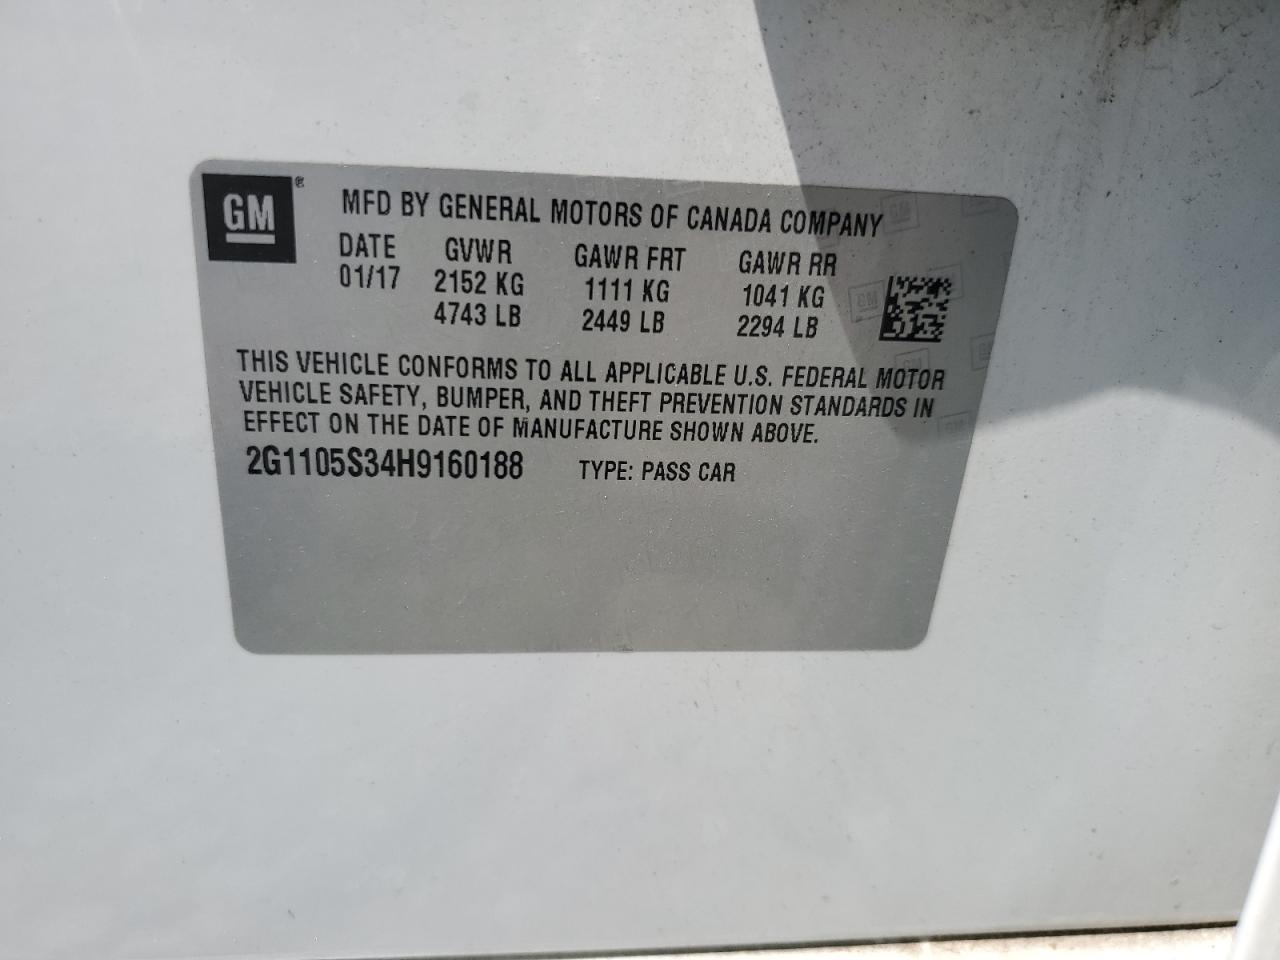 GM ®
MFD BY GENERAL MOTORS OF CANADA COMPANY
DATE GVWR GAWR FRT GAWR RR
01/17 2152 KG 1111 KG 1041 KG
4743 LB 2449 LB 2294 LB
THIS VEHICLE CONFORMS TO ALL APPLICABLE U.S. FEDERAL MOTOR
VEHICLE SAFETY, BUMPER, AND THEFT PREVENTION STANDARDS IN
EFFECT ON THE DATE OF MANUFACTURE SHOWN ABOVE.
2G1105S34H9160188 TYPE: PASS CAR